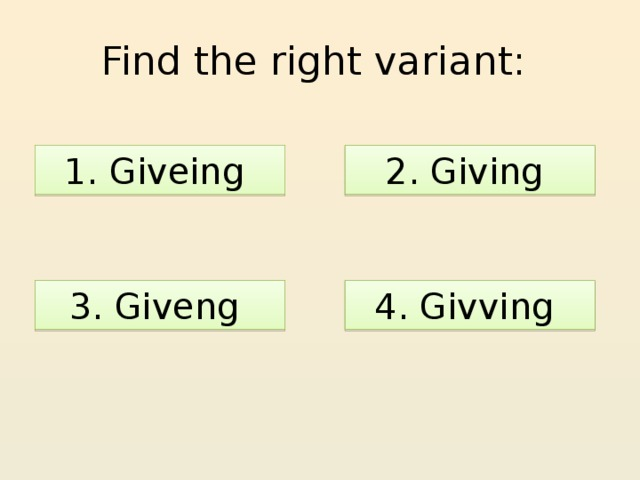 Find the right variant:
1. Giveing
2. Giving
3. Giveng
4. Givving